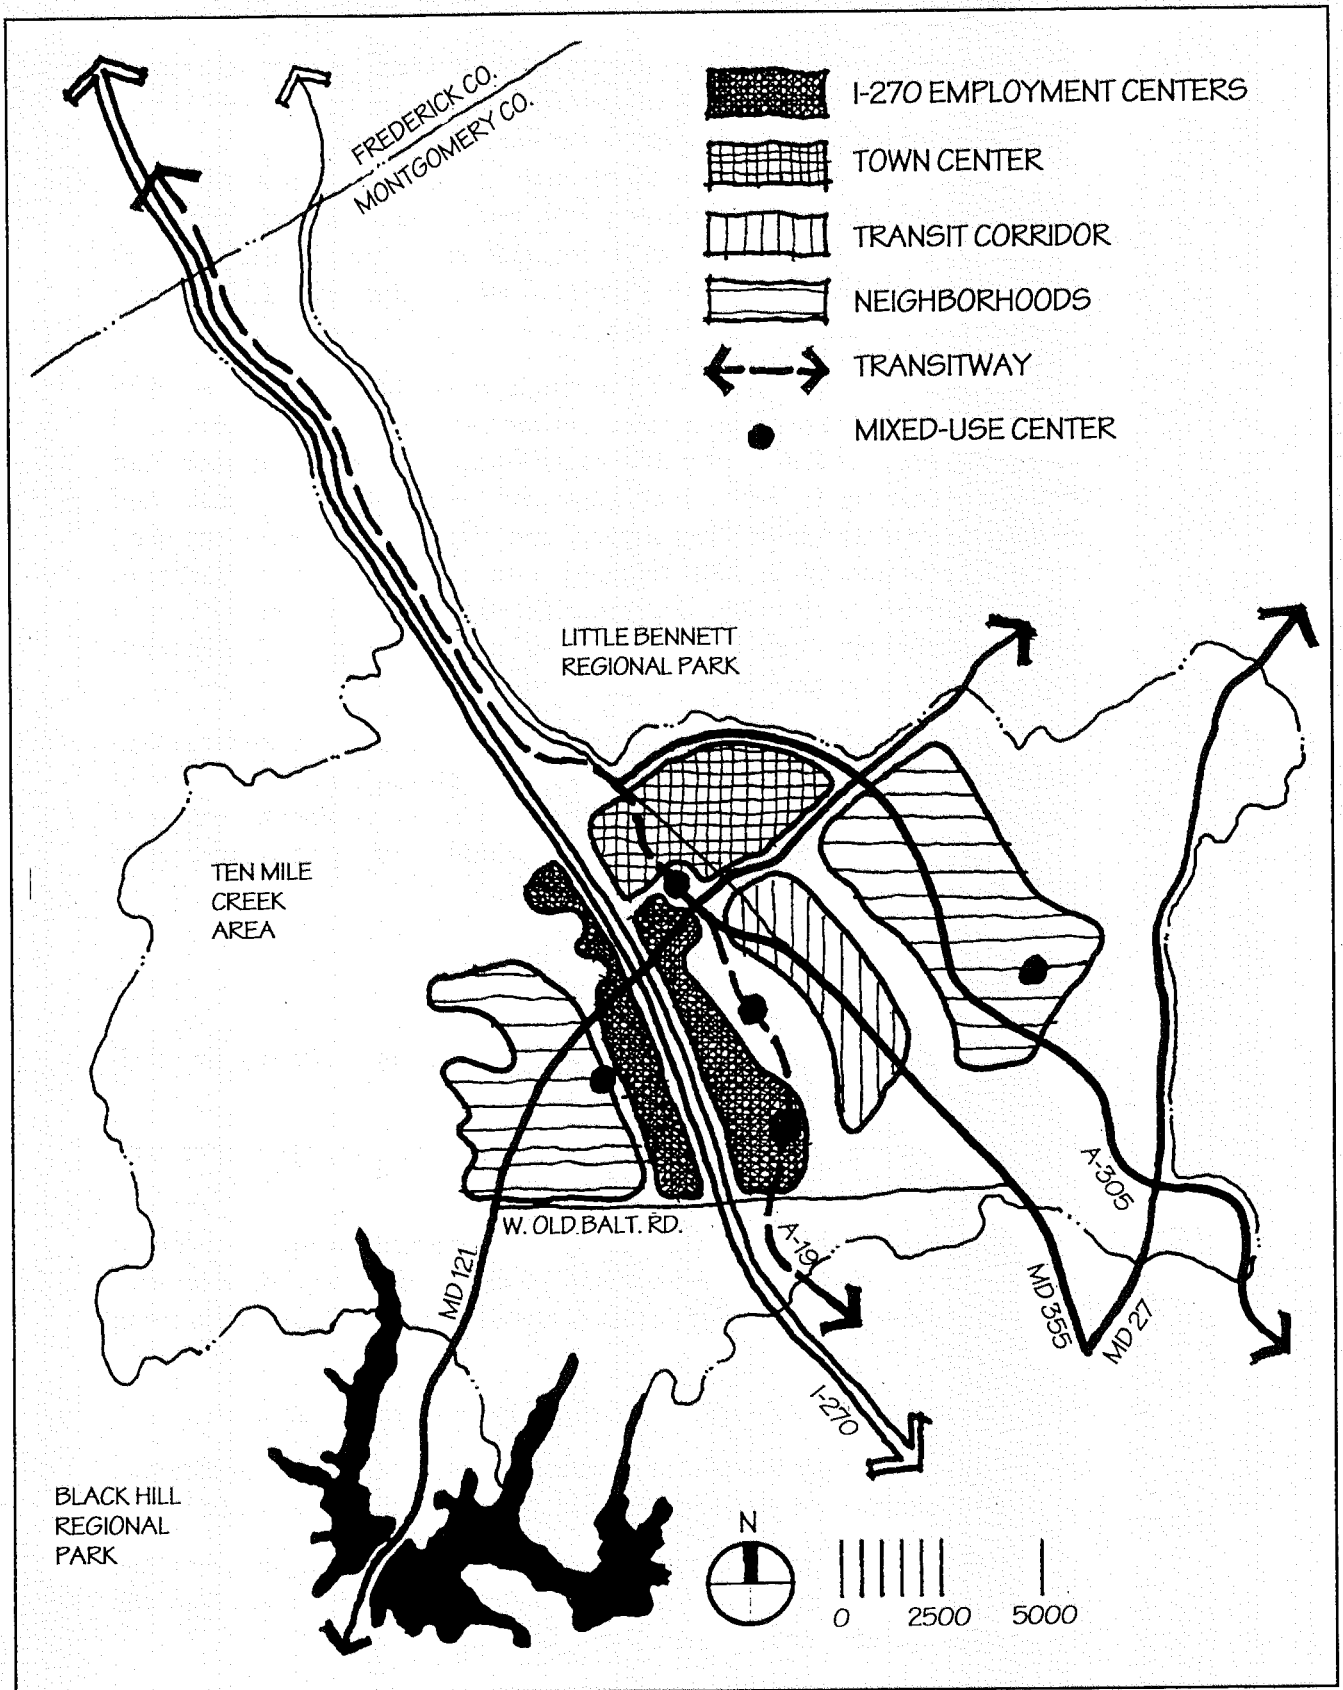 FREDERICK CO.
MONTGOMERY CO.
I-270 EMPLOYMENT CENTERS
TOWN CENTER
TRANSIT CORRIDOR
NEIGHBORHOODS
TRANSITWAY
MIXED-USE CENTER
LITTLE BENNETT
REGIONAL PARK
TEN MILE
CREEK
AREA
W. OLD BALT. RD.
MD 121
A-19
A-305
MD 355
MD 27
I-270
BLACK HILL
REGIONAL
PARK
N
0 2500 5000